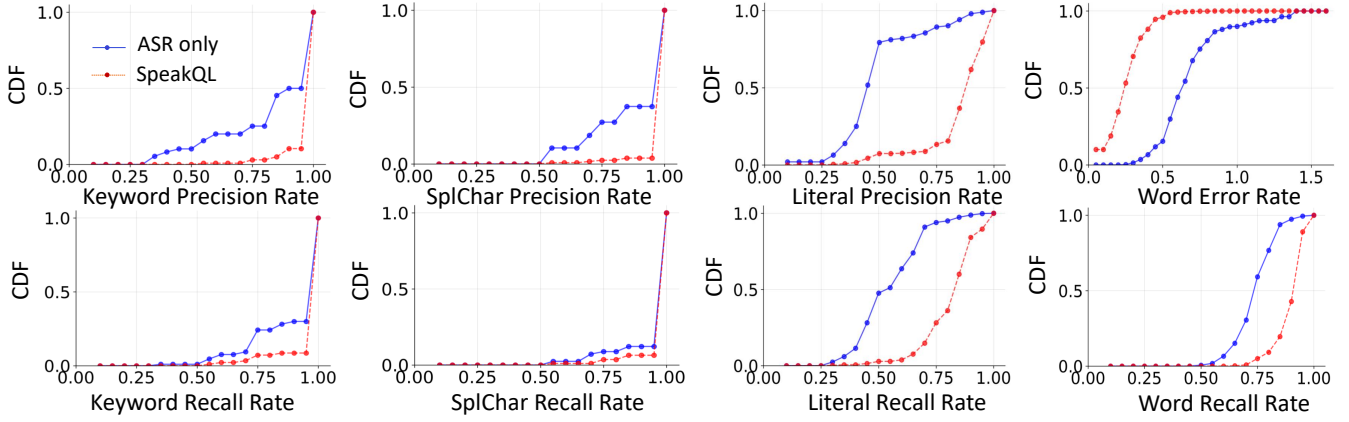 CDF
1.0
0.5
0.0
ASR only
SpeakQL
0.00 0.25 0.50 0.75 1.00
Keyword Precision Rate
CDF
1.0
0.5
0.0
0.00 0.25 0.50 0.75 1.00
SplChar Precision Rate
CDF
1.0
0.5
0.0
0.00 0.25 0.50 0.75 1.00
Literal Precision Rate
CDF
1.0
0.5
0.0
0.0 0.5 1.0 1.5
Word Error Rate
CDF
1.0
0.5
0.0
0.00 0.25 0.50 0.75 1.00
Keyword Recall Rate
CDF
1.0
0.5
0.0
0.00 0.25 0.50 0.75 1.00
SplChar Recall Rate
CDF
1.0
0.5
0.0
0.00 0.25 0.50 0.75 1.00
Literal Recall Rate
CDF
1.0
0.5
0.0
0.00 0.25 0.50 0.75 1.00
Word Recall Rate